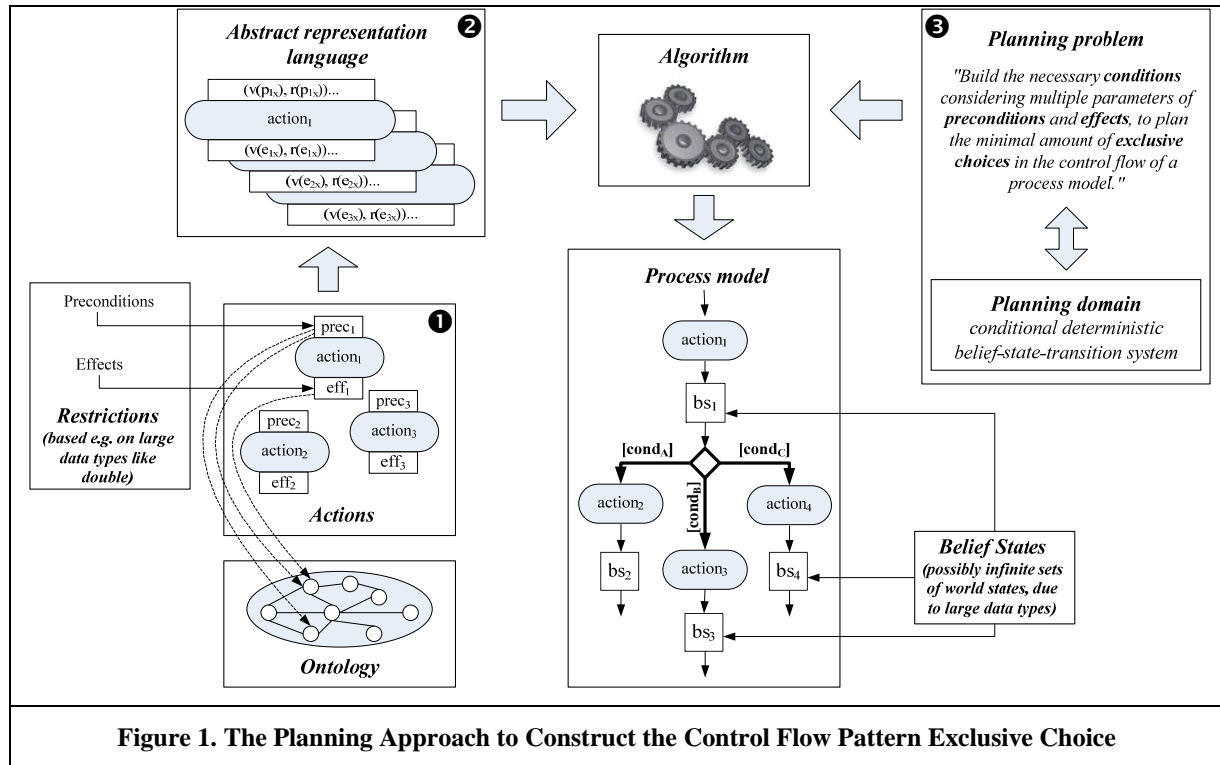 Abstract representation
language
❷
(v(p1x), r(p1x))...
action1
(v(e1x), r(e1x))...
(v(e2x), r(e2x))...
(v(e3x), r(e3x))...
Algorithm
❸
Planning problem
"Build the necessary conditions
considering multiple parameters of
preconditions and effects, to plan
the minimal amount of exclusive
choices in the control flow of a
process model."
Planning domain
conditional deterministic
belief-state-transition system
Preconditions
Effects
Restrictions
(based e.g. on large
data types like
double)
❶
prec1
action1
eff1
prec2
action2
eff2
prec3
action3
eff3
Actions
Ontology
Process model
action1
bs1
[condA]
[condB]
[condC]
action2
action3
action4
bs2
bs3
bs4
Belief States
(possibly infinite sets
of world states, due
to large data types)
Figure 1. The Planning Approach to Construct the Control Flow Pattern Exclusive Choice